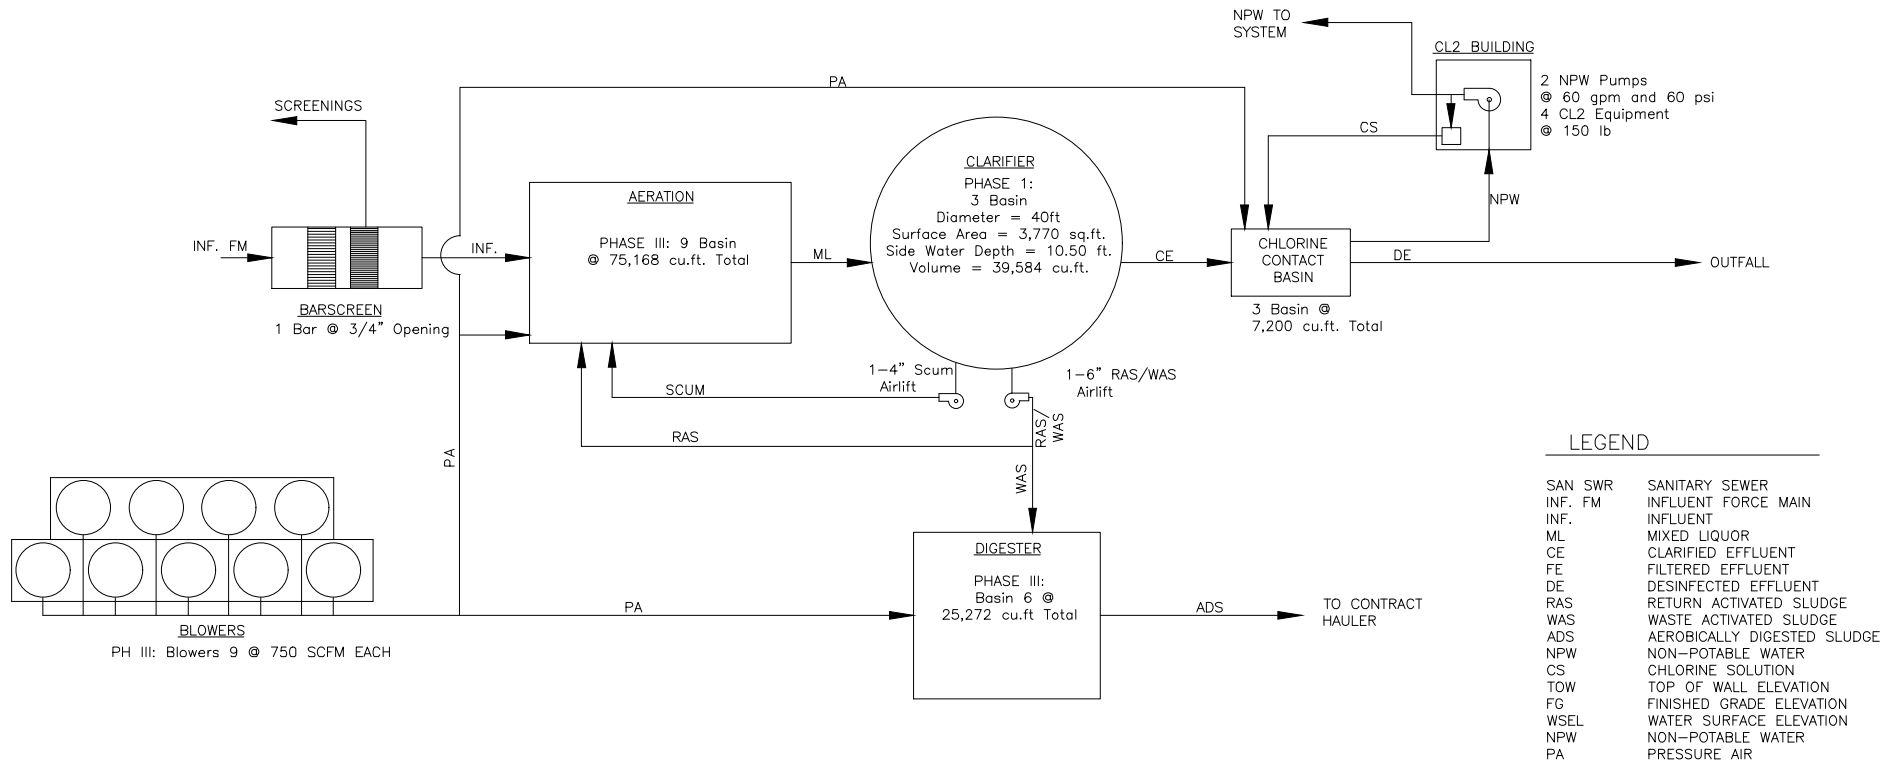 NPW TO
SYSTEM
CL2 BUILDING
2 NPW Pumps
@ 60 gpm and 60 psi
4 CL2 Equipment
@ 150 lb
PA
SCREENINGS
CS
CLARIFIER
PHASE 1:
3 Basin
Diameter = 40ft
Surface Area = 3,770 sq.ft.
Side Water Depth = 10.50 ft.
Volume = 39,584 cu.ft.
AERATION
PHASE III: 9 Basin
@ 75,168 cu.ft. Total
NPW
INF. FM
INF.
ML
CE
CHLORINE
CONTACT
BASIN
DE
OUTFALL
BARSCREEN
1 Bar @ 3/4" Opening
3 Basin @
7,200 cu.ft. Total
1-4" Scum
Airlift
1-6" RAS/WAS
Airlift
SCUM
RAS/
WAS
RAS
PA
WAS
DIGESTER
PHASE III:
Basin 6 @
25,272 cu.ft Total
PA
ADS
TO CONTRACT
HAULER
BLOWERS
PH III: Blowers 9 @ 750 SCFM EACH
LEGEND
SAN SWR SANITARY SEWER
INF. FM INFLUENT FORCE MAIN
INF. INFLUENT
ML MIXED LIQUOR
CE CLARIFIED EFFLUENT
FE FILTERED EFFLUENT
DE DESINFECTED EFFLUENT
RAS RETURN ACTIVATED SLUDGE
WAS WASTE ACTIVATED SLUDGE
ADS AEROBICALLY DIGESTED SLUDGE
NPW NON-POTABLE WATER
CS CHLORINE SOLUTION
TOW TOP OF WALL ELEVATION
FG FINISHED GRADE ELEVATION
WSEL WATER SURFACE ELEVATION
NPW NON-POTABLE WATER
PA PRESSURE AIR